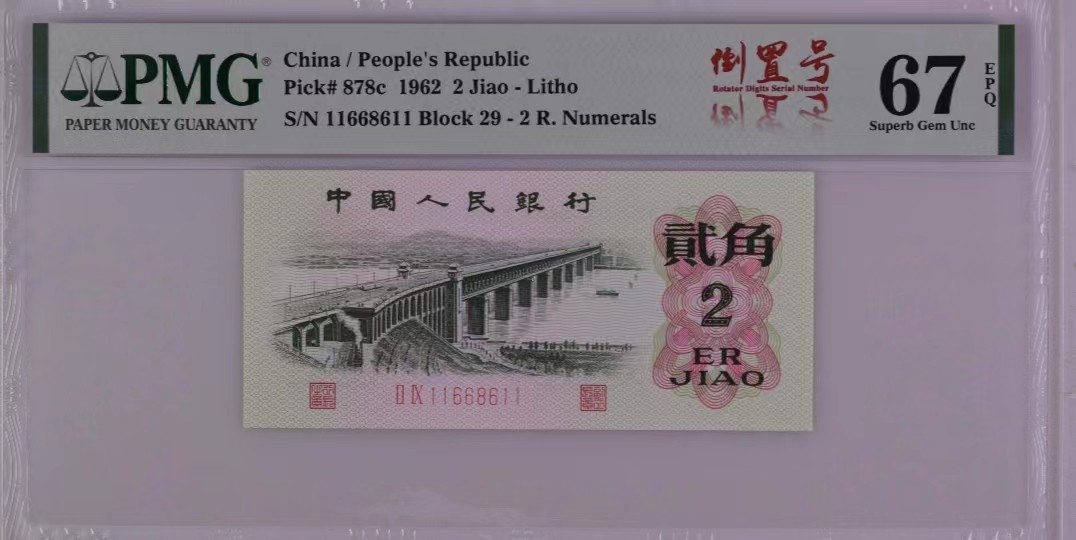 PMG®
PAPER MONEY GUARANTY
China / People's Republic
Pick# 878c 1962 2 Jiao - Litho
S/N 11668611 Block 29 - 2 R. Numerals
倒置号
Rotator Digits Serial Number
67
EPQ
Superb Gem Unc
中國人民銀行
貳角
2
ER
JIAO
II IX 11668611